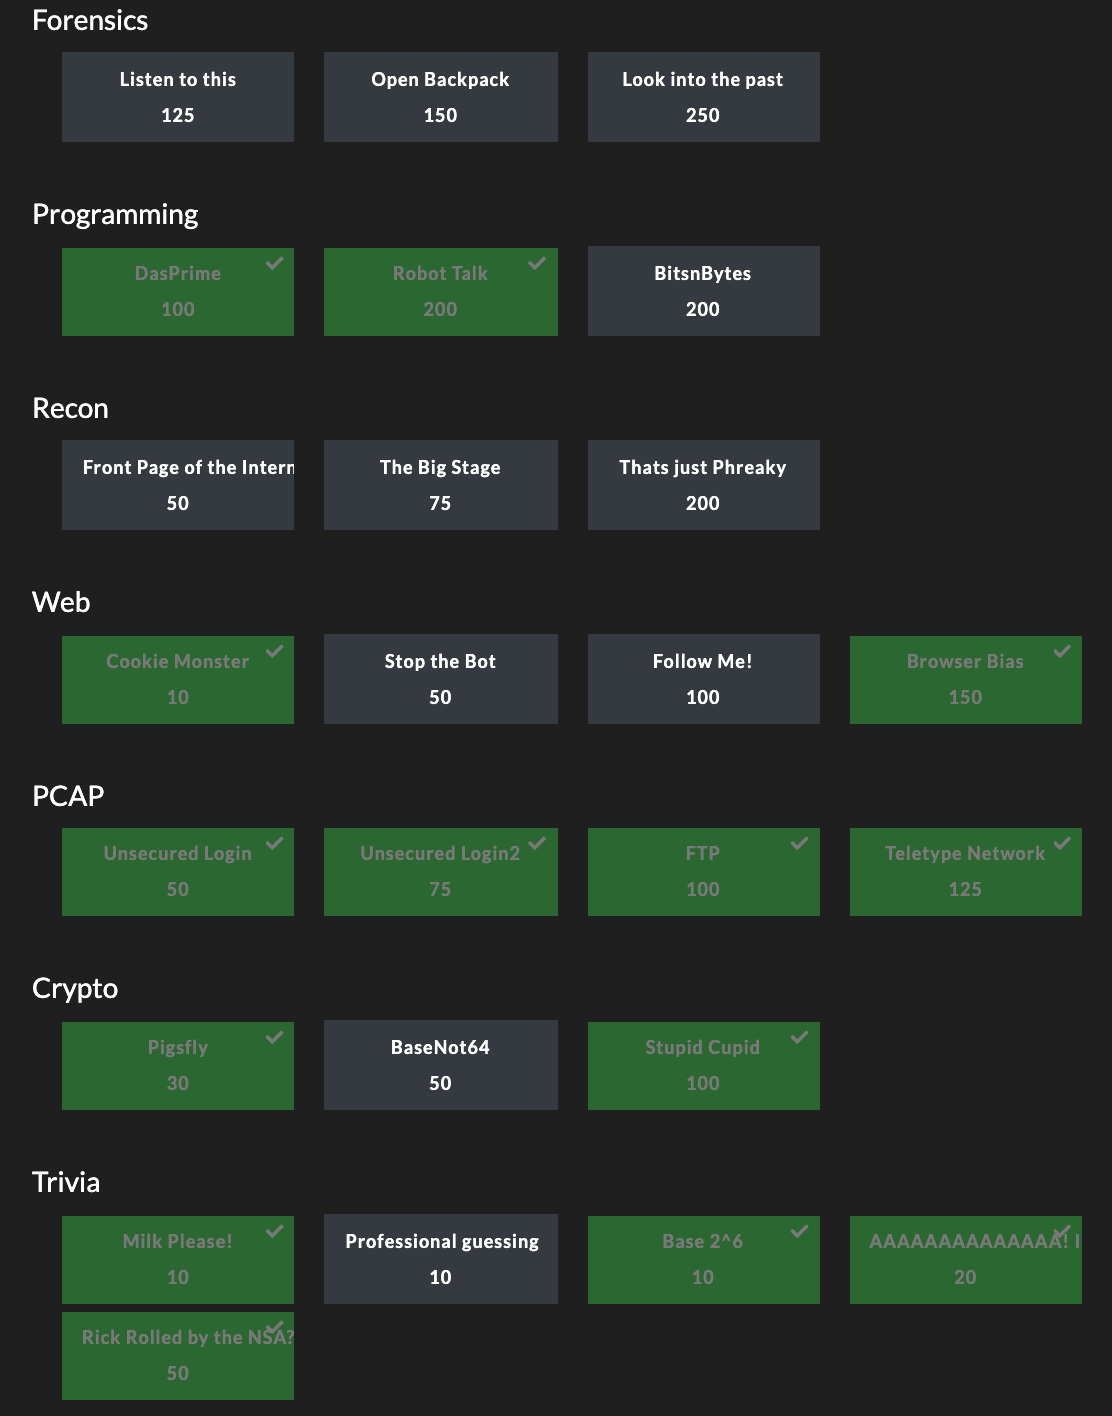 Forensics
Listen to this
125
Open Backpack
150
Look into the past
250
Programming
DasPrime
100
Robot Talk
200
BitsnBytes
200
Recon
Front Page of the Intern
50
The Big Stage
75
Thats just Phreaky
200
Web
Cookie Monster
10
Stop the Bot
50
Follow Me!
100
Browser Bias
150
PCAP
Unsecured Login
50
Unsecured Login2
75
FTP
100
Teletype Network
125
Crypto
Pigsfly
30
BaseNot64
50
Stupid Cupid
100
Trivia
Milk Please!
10
Professional guessing
10
Base 2^6
10
AAAAAAAAAAAAAA! I
20
Rick Rolled by the NSA?
50